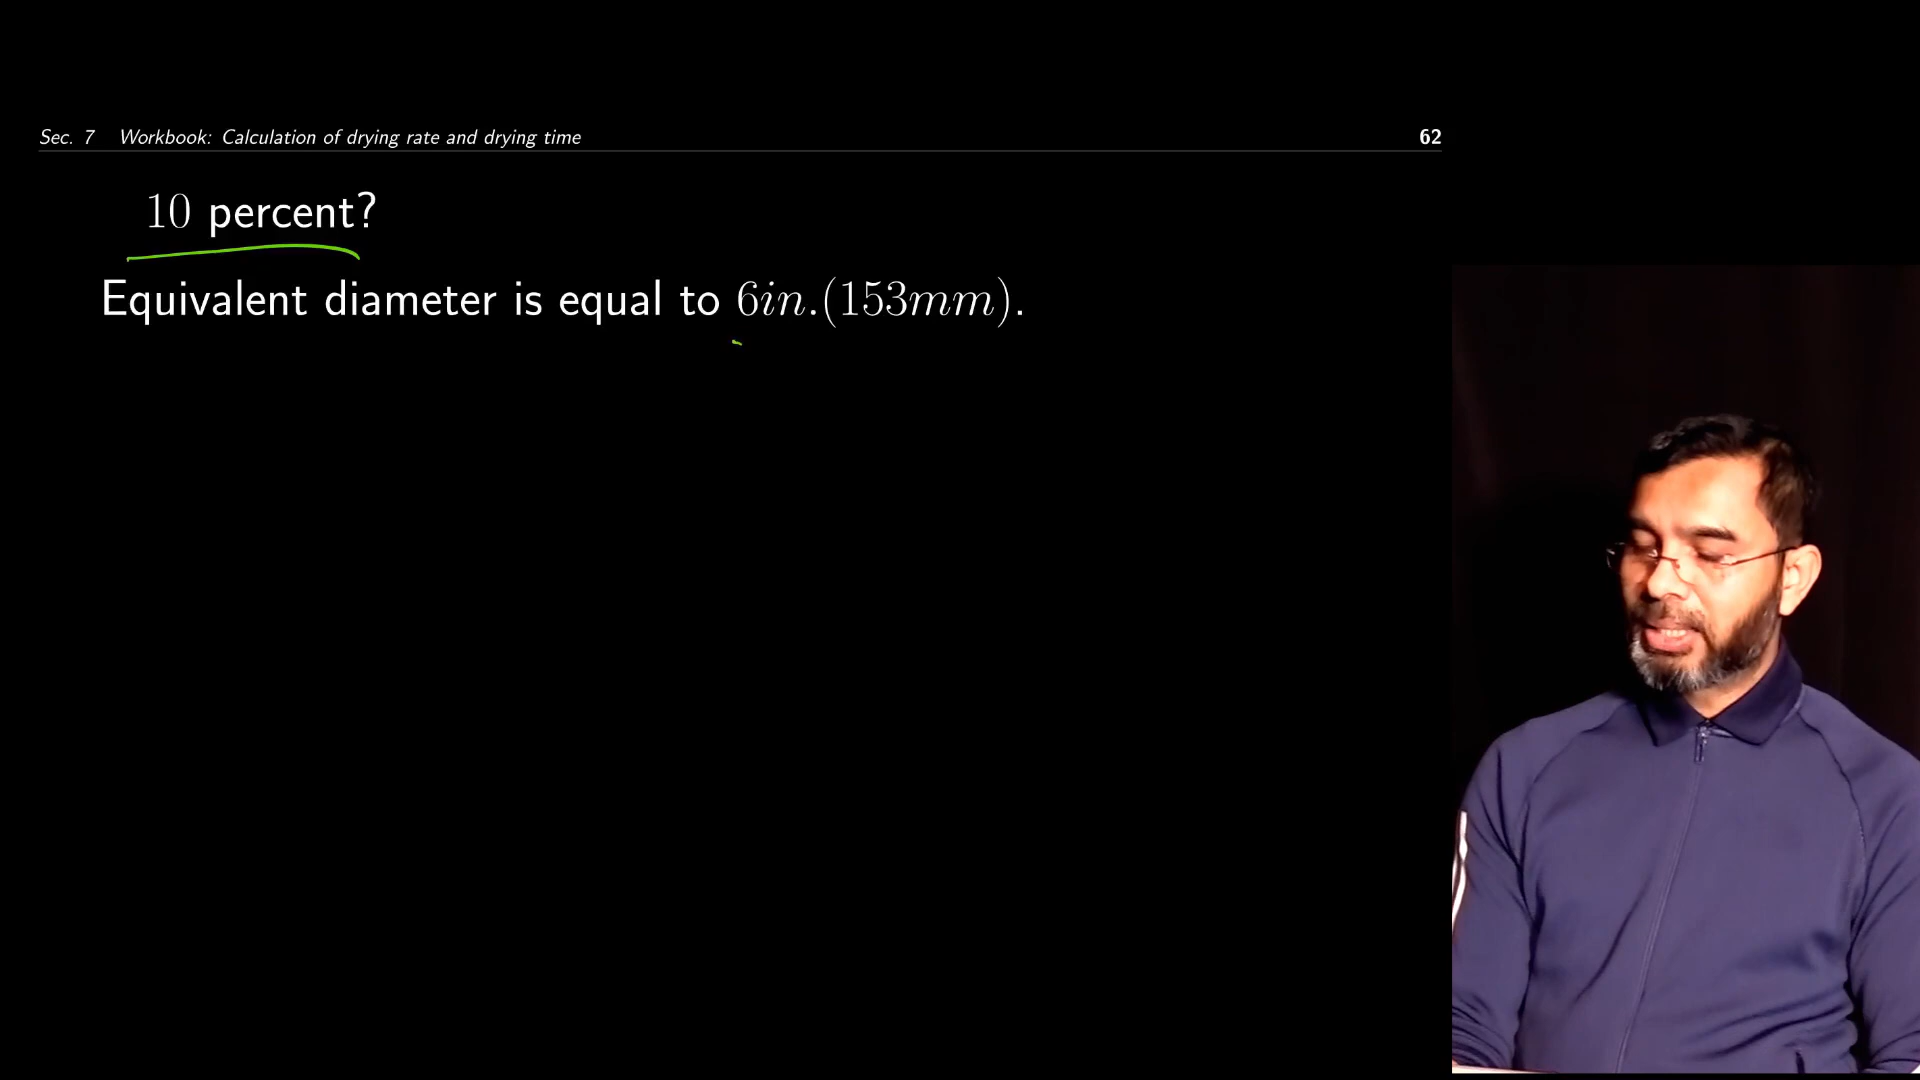 Sec. 7 Workbook: Calculation of drying rate and drying time 62
10 percent?
Equivalent diameter is equal to 6in.(153mm).